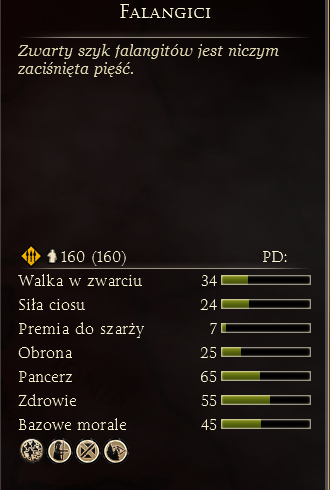 Falangici
Zwarty szyk falangitów jest niczym
zaciśnięta pięść.
160 (160) PD:
Walka w zwarciu 34
Siła ciosu 24
Premia do szarży 7
Obrona 25
Pancerz 65
Zdrowie 55
Bazowe morale 45